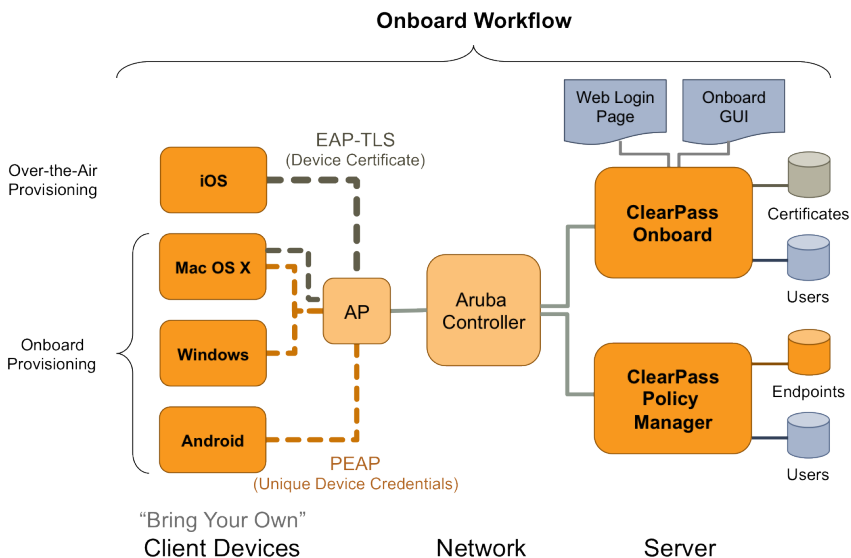 Onboard Workflow
Web Login
Page
Onboard
GUI
EAP-TLS
(Device Certificate)
Over-the-Air
Provisioning
iOS
ClearPass
Onboard
Certificates
Mac OS X
Users
AP
Aruba
Controller
Onboard
Provisioning
Windows
ClearPass
Policy
Manager
Endpoints
Android
PEAP
(Unique Device Credentials)
Users
“Bring Your Own”
Client Devices
Network
Server